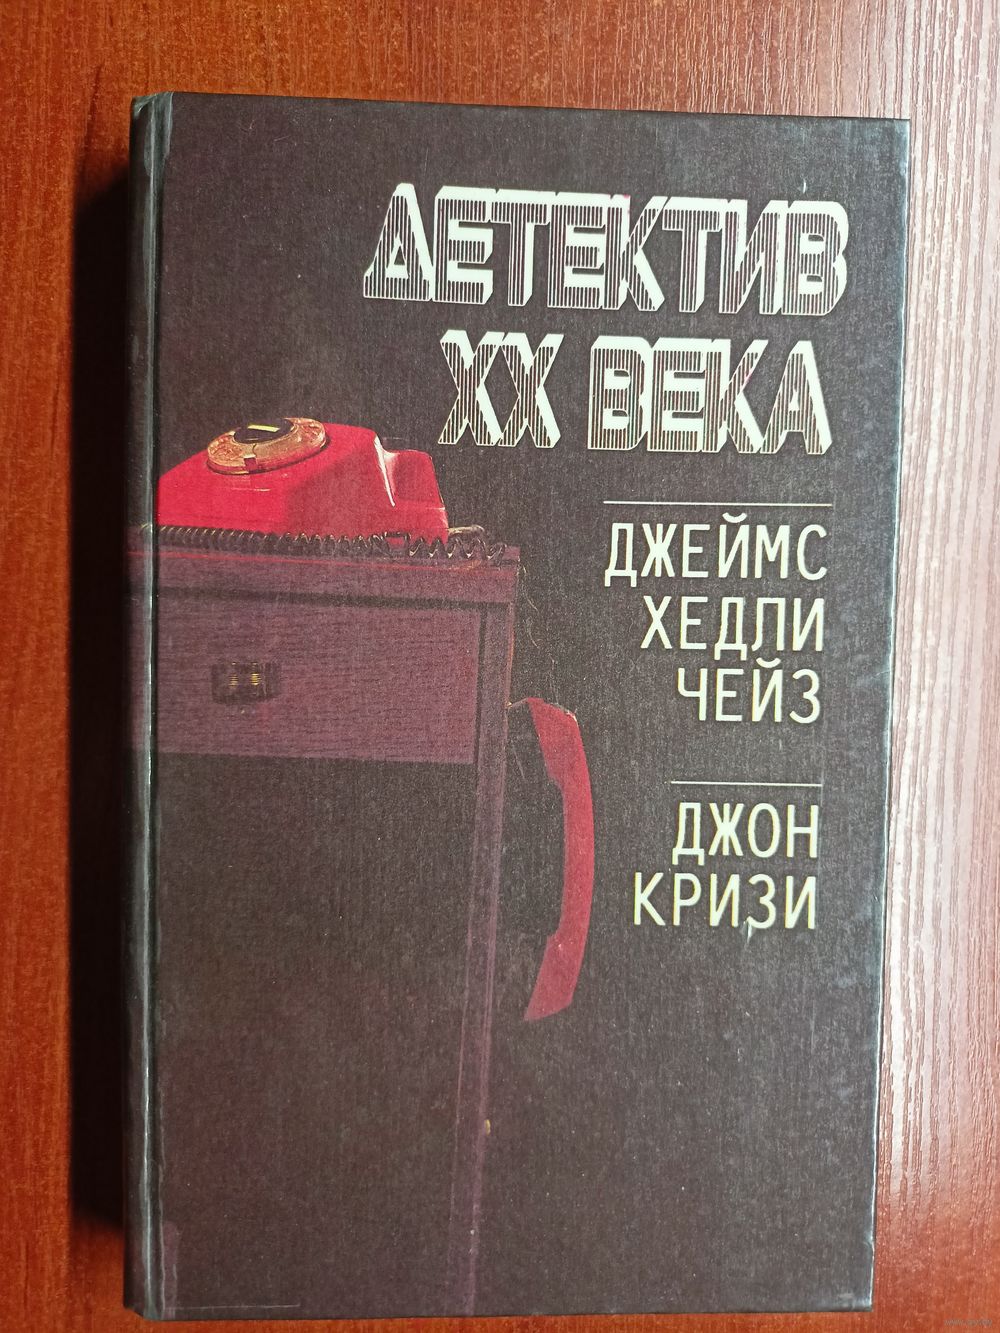 ДЕТЕКТИВ
XX ВЕКА
ДЖЕЙМС
ХЕДЛИ
ЧЕЙЗ
ДЖОН
КРИЗИ